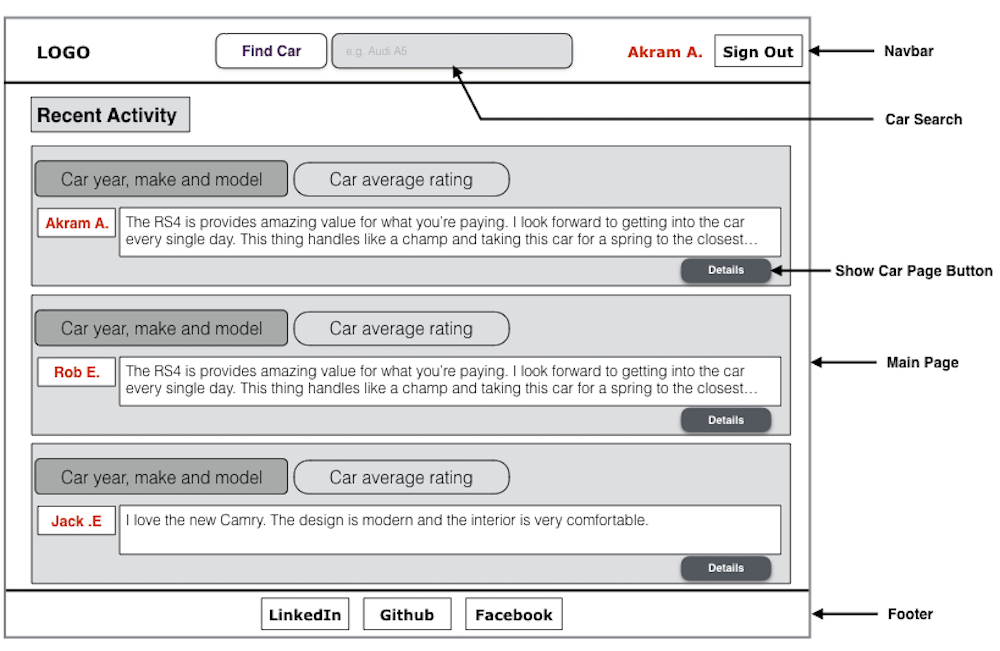 LOGO
Find Car
e.g. Audi A5
Akram A.
Sign Out
Navbar
Car Search
Recent Activity
Car year, make and model
Car average rating
Akram A.
The RS4 is provides amazing value for what you're paying. I look forward to getting into the car
every single day. This thing handles like a champ and taking this car for a spring to the closest...
Details
Show Car Page Button
Car year, make and model
Car average rating
Rob E.
The RS4 is provides amazing value for what you're paying. I look forward to getting into the car
every single day. This thing handles like a champ and taking this car for a spring to the closest...
Details
Main Page
Car year, make and model
Car average rating
Jack .E
I love the new Camry. The design is modern and the interior is very comfortable.
Details
LinkedIn
Github
Facebook
Footer